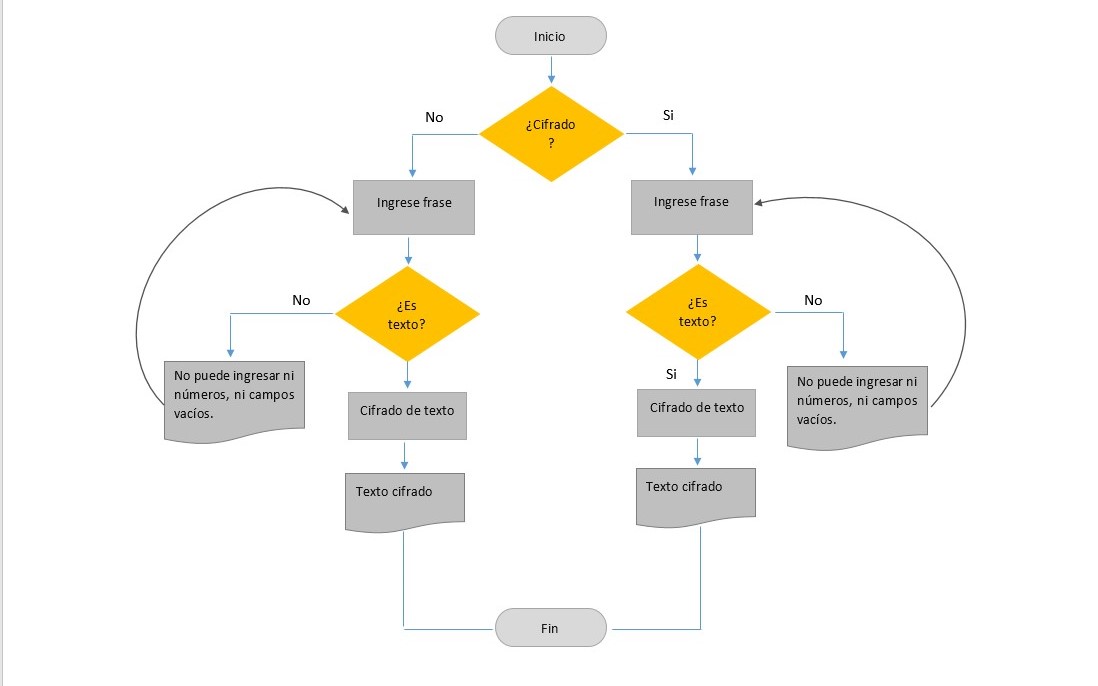 Inicio
¿Cifrado
?
No
Si
Ingrese frase
Ingrese frase
¿Es
texto?
¿Es
texto?
No
No
No puede ingresar ni
números, ni campos
vacíos.
Si
No puede ingresar ni
números, ni campos
vacíos.
Cifrado de texto
Cifrado de texto
Texto cifrado
Texto cifrado
Fin